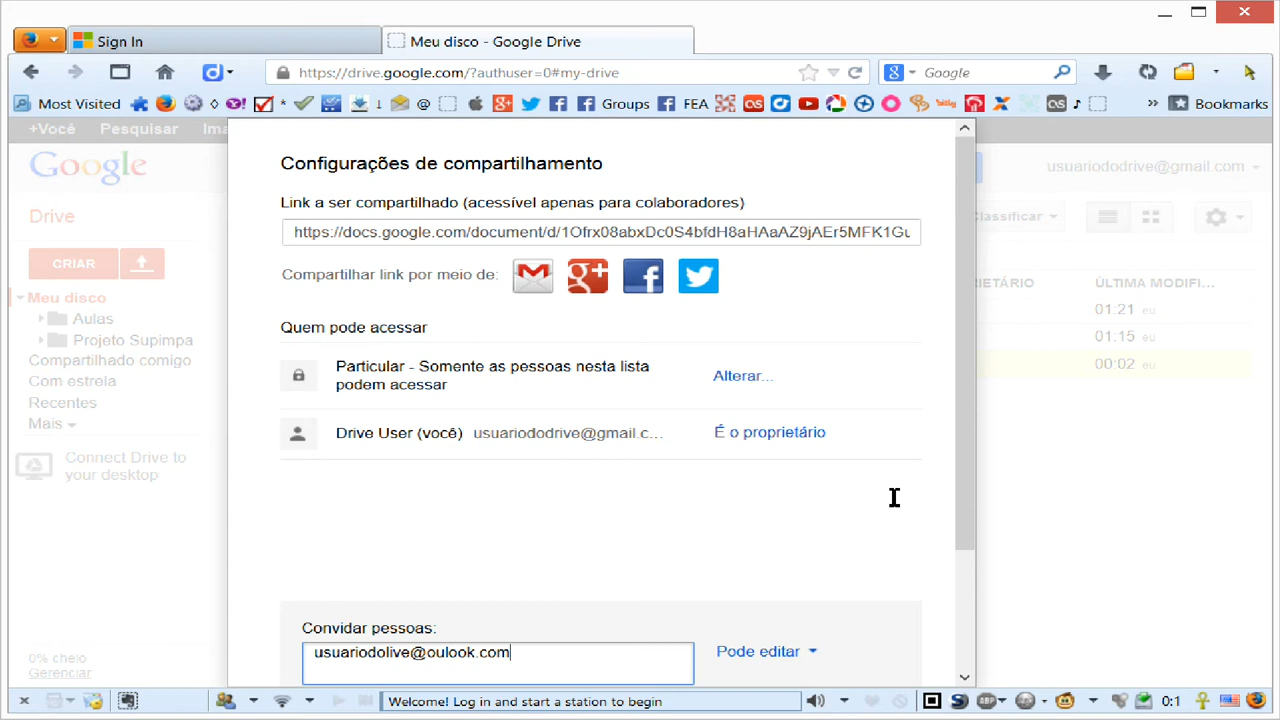 Sign In
Meu disco - Google Drive
https://drive.google.com/?authuser=0#my-drive
Google
Most Visited
Groups
FEA
Bookmarks
+Você Pesquisar Ima
Google
usuariododrive@gmail.com
Drive
lassificar
CRIAR
Meu disco
Aulas
Projeto Supimpa
Compartilhado comigo
Com estrela
Recentes
Mais
Connect Drive to
your desktop
0% cheio
Gerenciar
Configurações de compartilhamento
Link a ser compartilhado (acessível apenas para colaboradores)
https://docs.google.com/document/d/1Ofrx08abxDc0S4bfdH8aHAaAZ9jAEr5MFK1Gu
Compartilhar link por meio de:
Quem pode acessar
Particular - Somente as pessoas nesta lista
podem acessar
Alterar...
Drive User (você) usuariododrive@gmail.c...
É o proprietário
Convidar pessoas:
usuariodolive@oulook.com
Pode editar
IETÁRIO
ÚLTIMA MODIFI...
01:21 eu
01:15 eu
00:02 eu
Welcome! Log in and start a station to begin
0:1